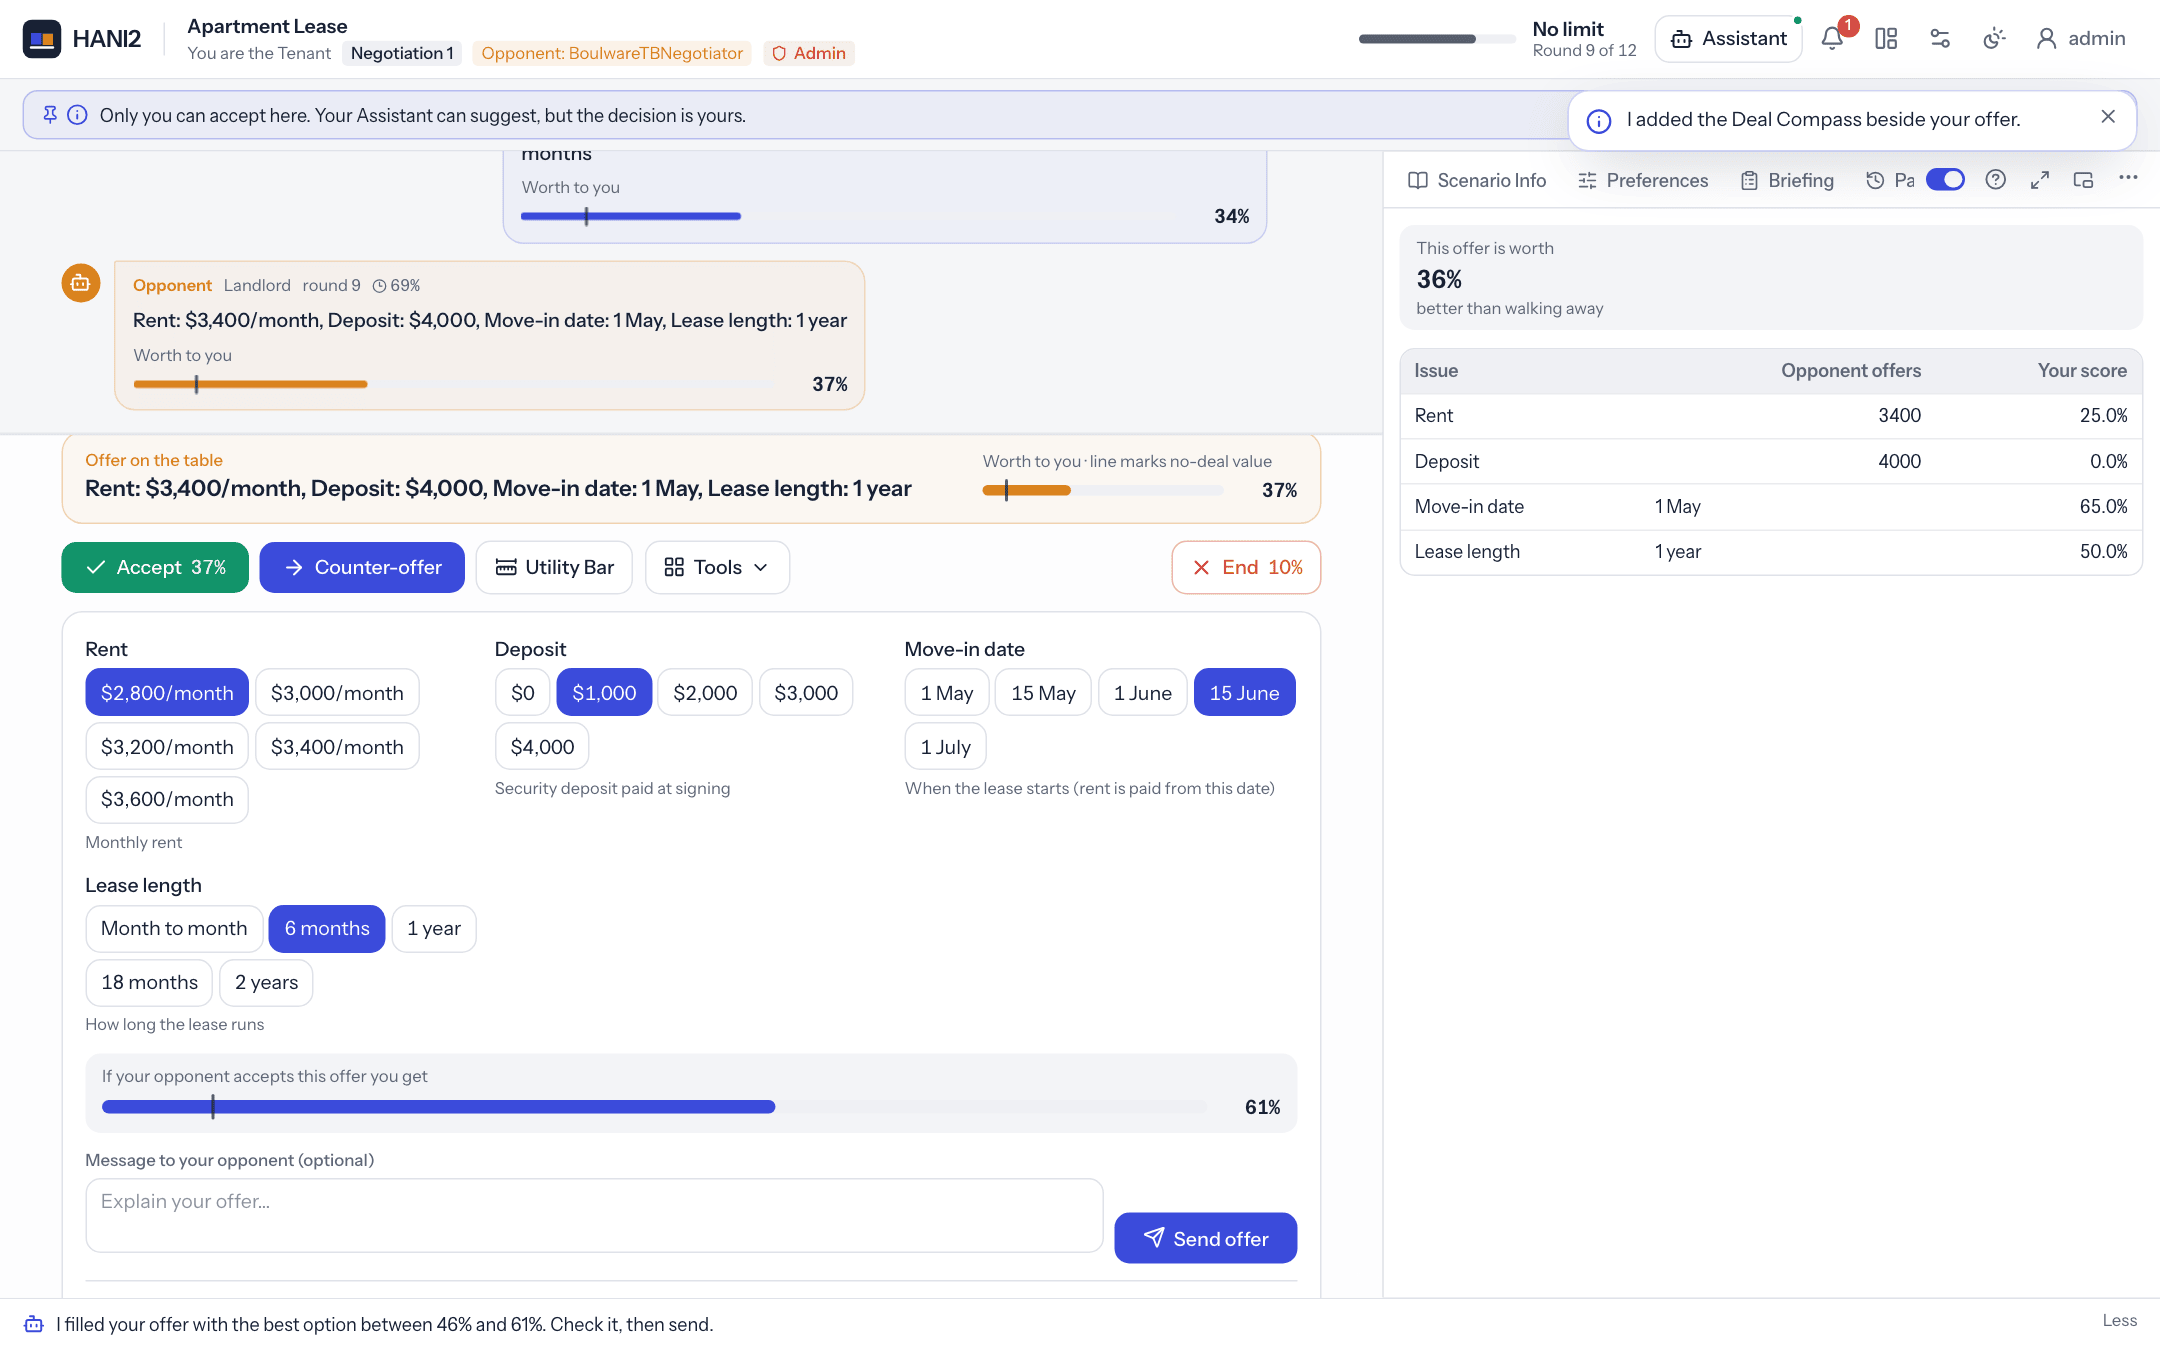 HANI2
Apartment Lease
You are the Tenant
Negotiation 1
Opponent: BoulwareTBNegotiator
Admin
No limit
Round 9 of 12
Assistant
1
admin
Only you can accept here. Your Assistant can suggest, but the decision is yours.
I added the Deal Compass beside your offer.
months
Worth to you
34%
Opponent Landlord round 9 69%
Rent: $3,400/month, Deposit: $4,000, Move-in date: 1 May, Lease length: 1 year
Worth to you
37%
Offer on the table
Rent: $3,400/month, Deposit: $4,000, Move-in date: 1 May, Lease length: 1 year
Worth to you · line marks no-deal value
37%
Accept 37%
Counter-offer
Utility Bar
Tools
End 10%
Rent
$2,800/month
$3,000/month
$3,200/month
$3,400/month
$3,600/month
Monthly rent
Deposit
$0
$1,000
$2,000
$3,000
$4,000
Security deposit paid at signing
Move-in date
1 May
15 May
1 June
15 June
1 July
When the lease starts (rent is paid from this date)
Lease length
Month to month
6 months
1 year
18 months
2 years
How long the lease runs
If your opponent accepts this offer you get
61%
Message to your opponent (optional)
Explain your offer...
Send offer
Scenario Info
Preferences
Briefing
Pa
This offer is worth
36%
better than walking away
Issue Opponent offers Your score
Rent 3400 25.0%
Deposit 4000 0.0%
Move-in date 1 May 65.0%
Lease length 1 year 50.0%
I filled your offer with the best option between 46% and 61%. Check it, then send.
Less